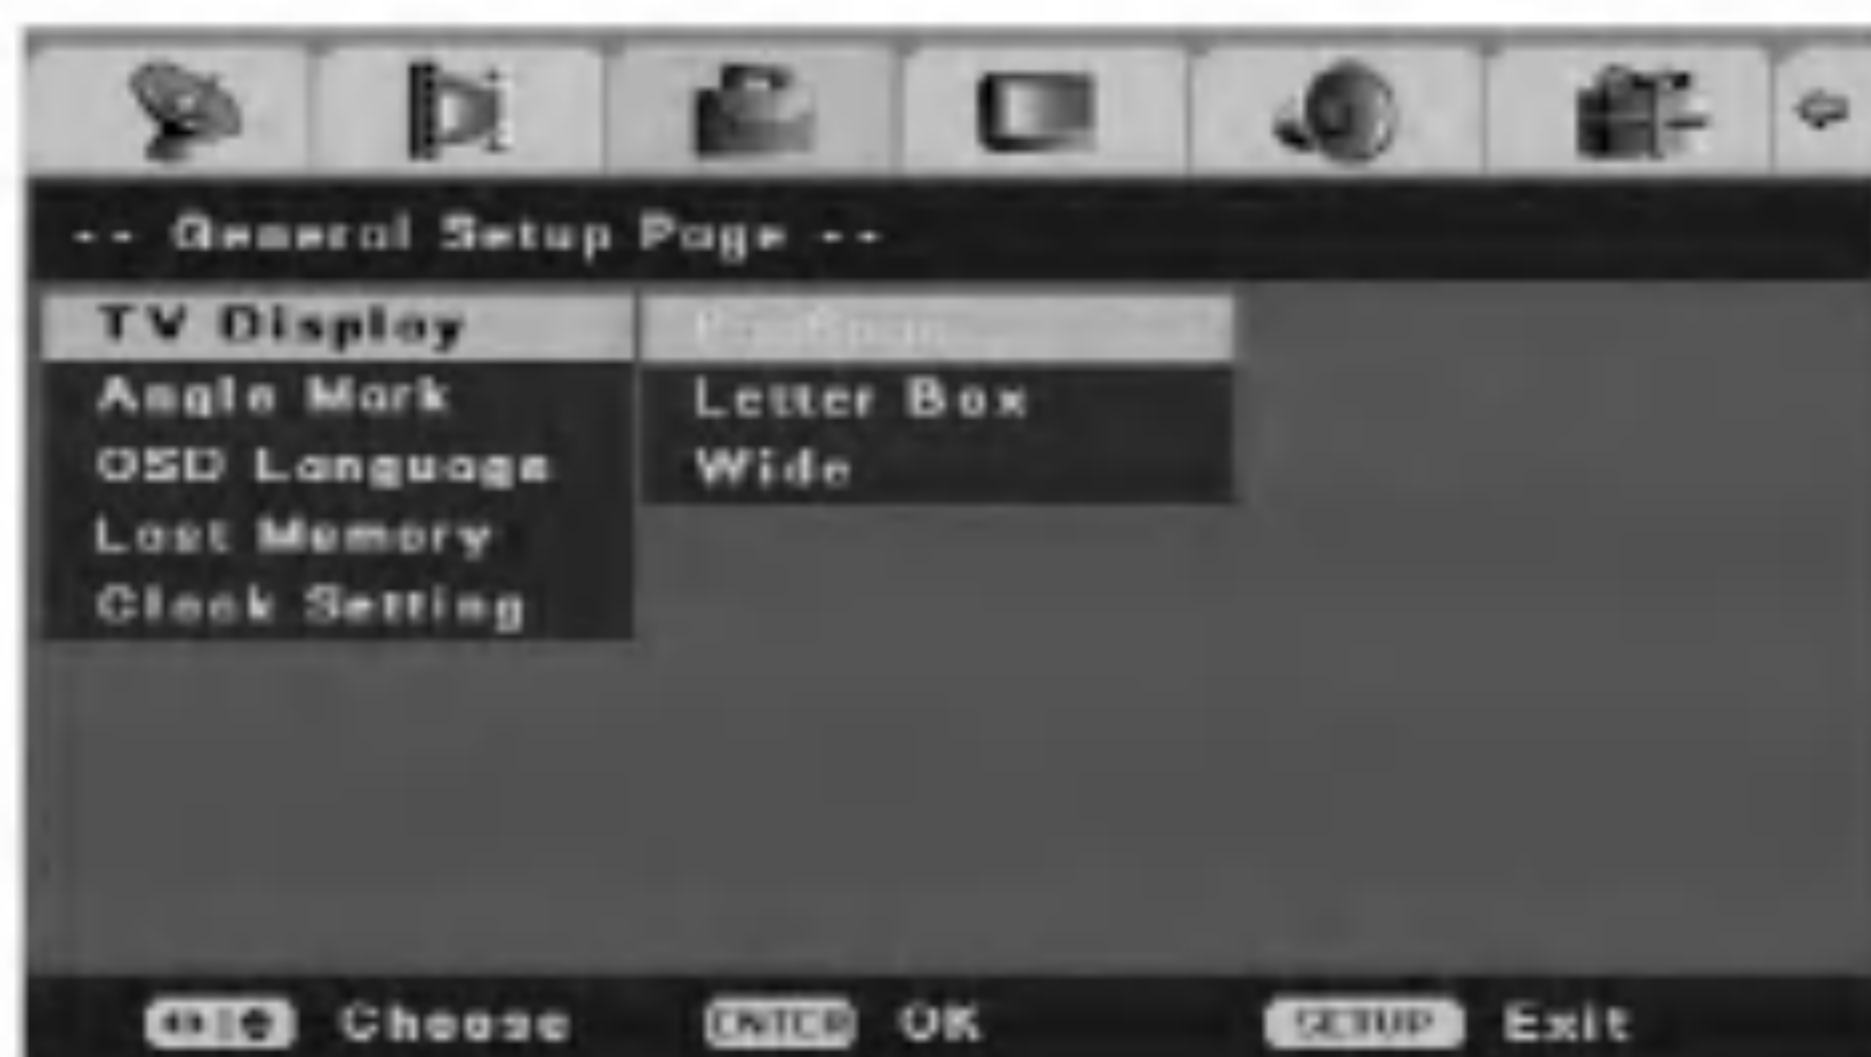 -- General Setup Page --
TV Display
Angle Mark
OSD Language
Last Memory
Clock Setting
Letter Box
Wide
Choose
ENTER OK
SETUP Exit